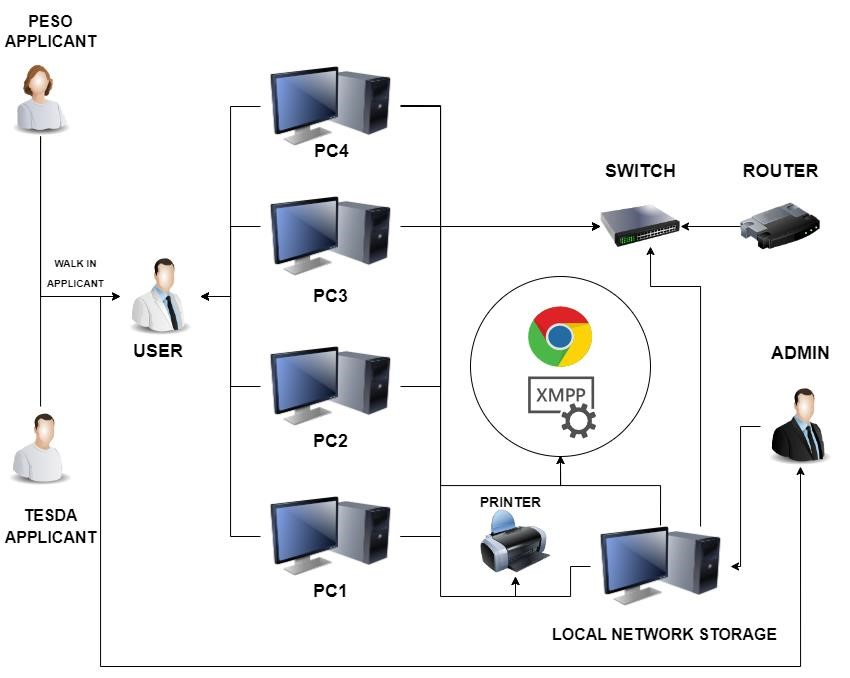 PESO
APPLICANT
PC4
SWITCH
ROUTER
WALK IN
APPLICANT
PC3
USER
ADMIN
XMPP
PC2
PRINTER
TESDA
APPLICANT
PC1
LOCAL NETWORK STORAGE